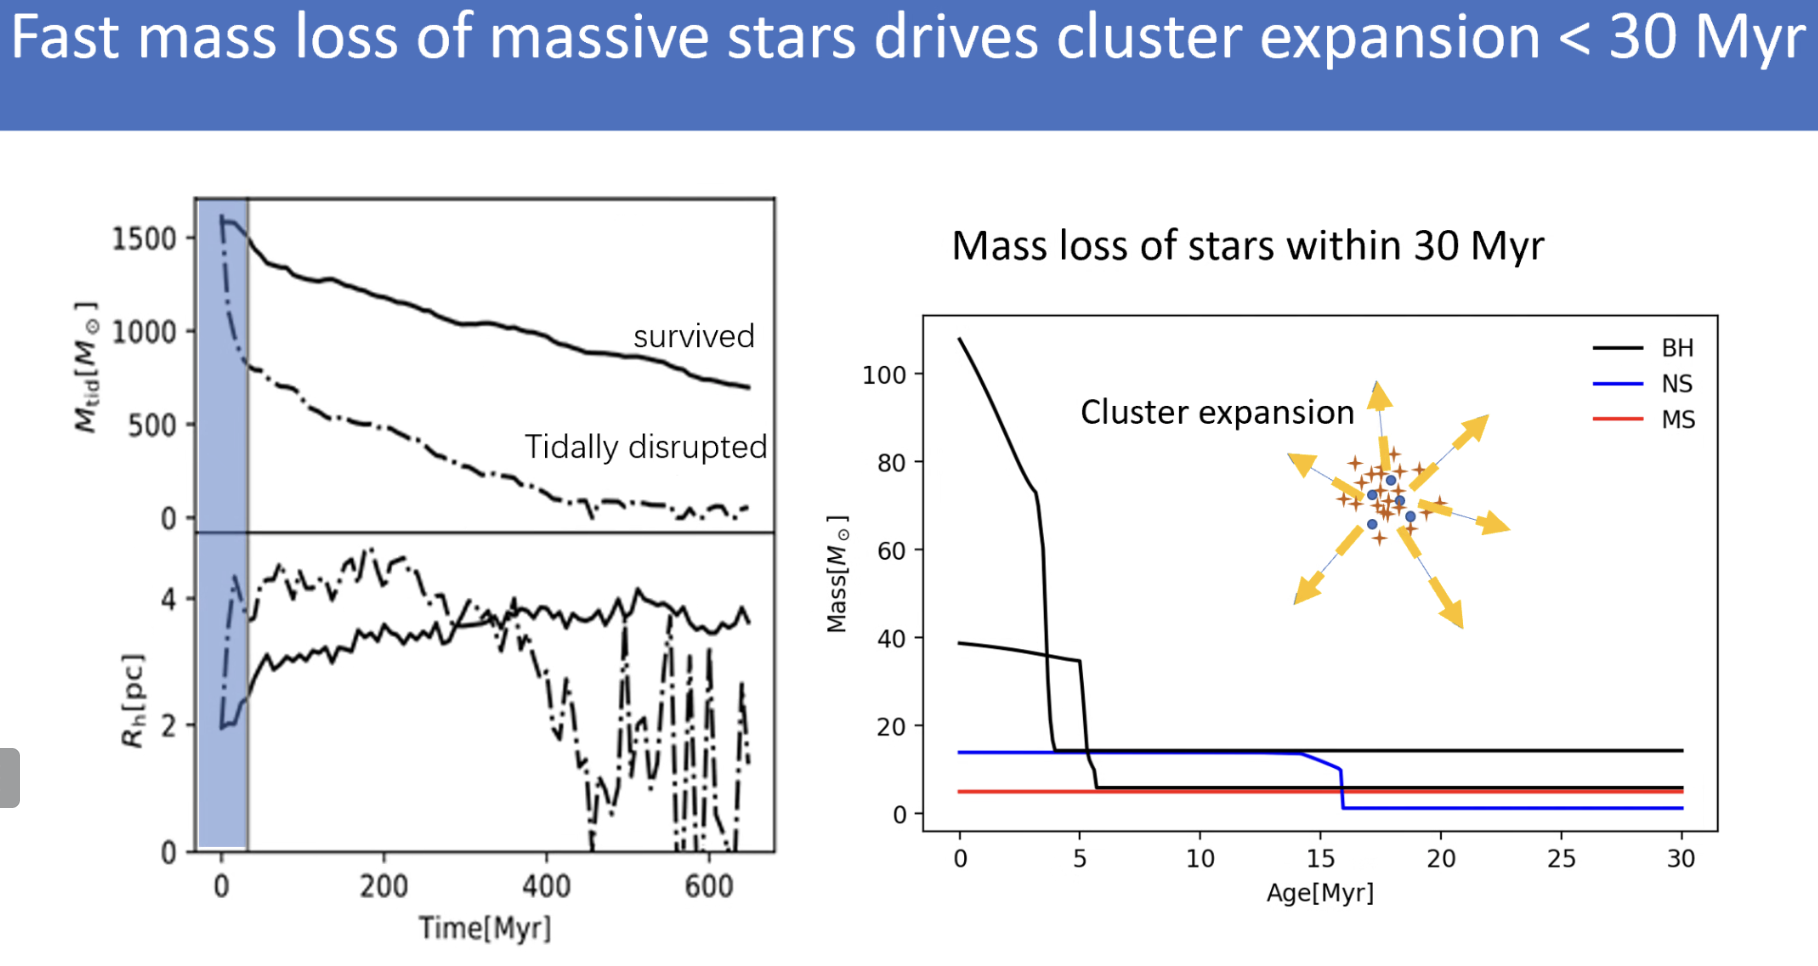 Fast mass loss of massive stars drives cluster expansion < 30 Myr
M_tid[M_⊙]
1500
1000
500
0
survived
Tidally disrupted
R_h[pc]
4
2
0
0 200 400 600
Time[Myr]
Mass loss of stars within 30 Myr
Mass[M_⊙]
100
80
60
40
20
0
Cluster expansion
BH
NS
MS
0 5 10 15 20 25 30
Age[Myr]